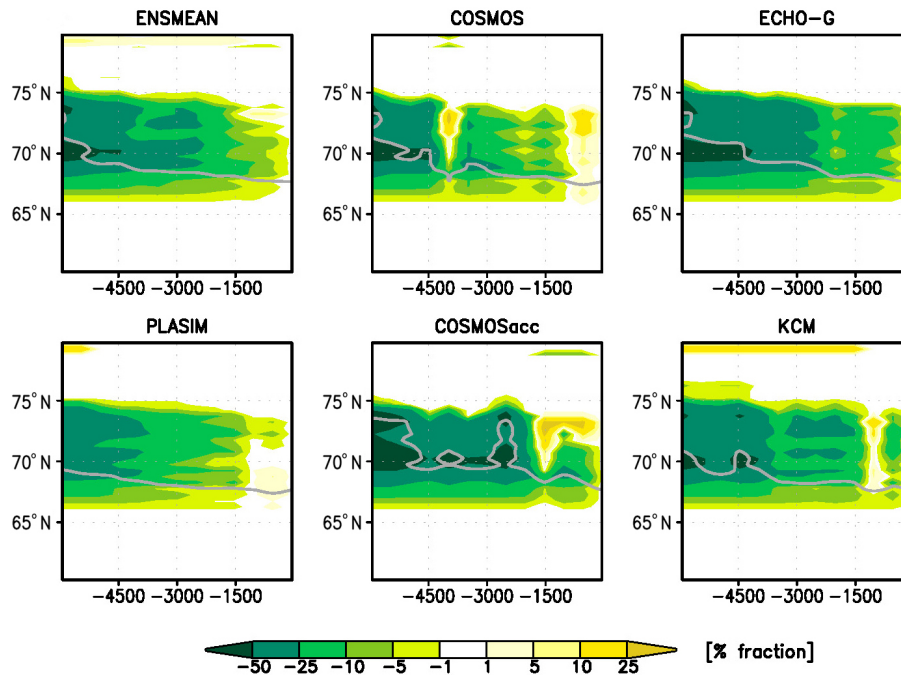 ENSMEAN COSMOS ECHO-G
75°N 75°N 75°N
70°N 70°N 70°N
65°N 65°N 65°N
−4500 −3000 −1500 −4500 −3000 −1500 −4500 −3000 −1500
PLASIM COSMOSacc KCM
75°N 75°N 75°N
70°N 70°N 70°N
65°N 65°N 65°N
−4500 −3000 −1500 −4500 −3000 −1500 −4500 −3000 −1500
[% fraction]
−50 −25 −10 −5 −1 1 5 10 25